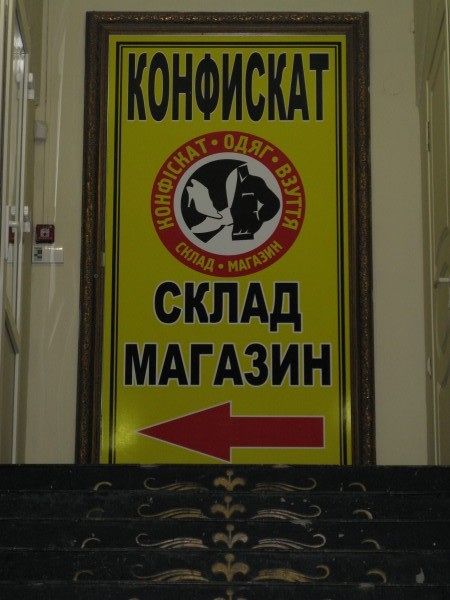 КОНФИСКАТ
КОНФІСКАТ • ОДЯГ • ВЗУТТЯ
СКЛАД • МАГАЗИН
СКЛАД
МАГАЗИН